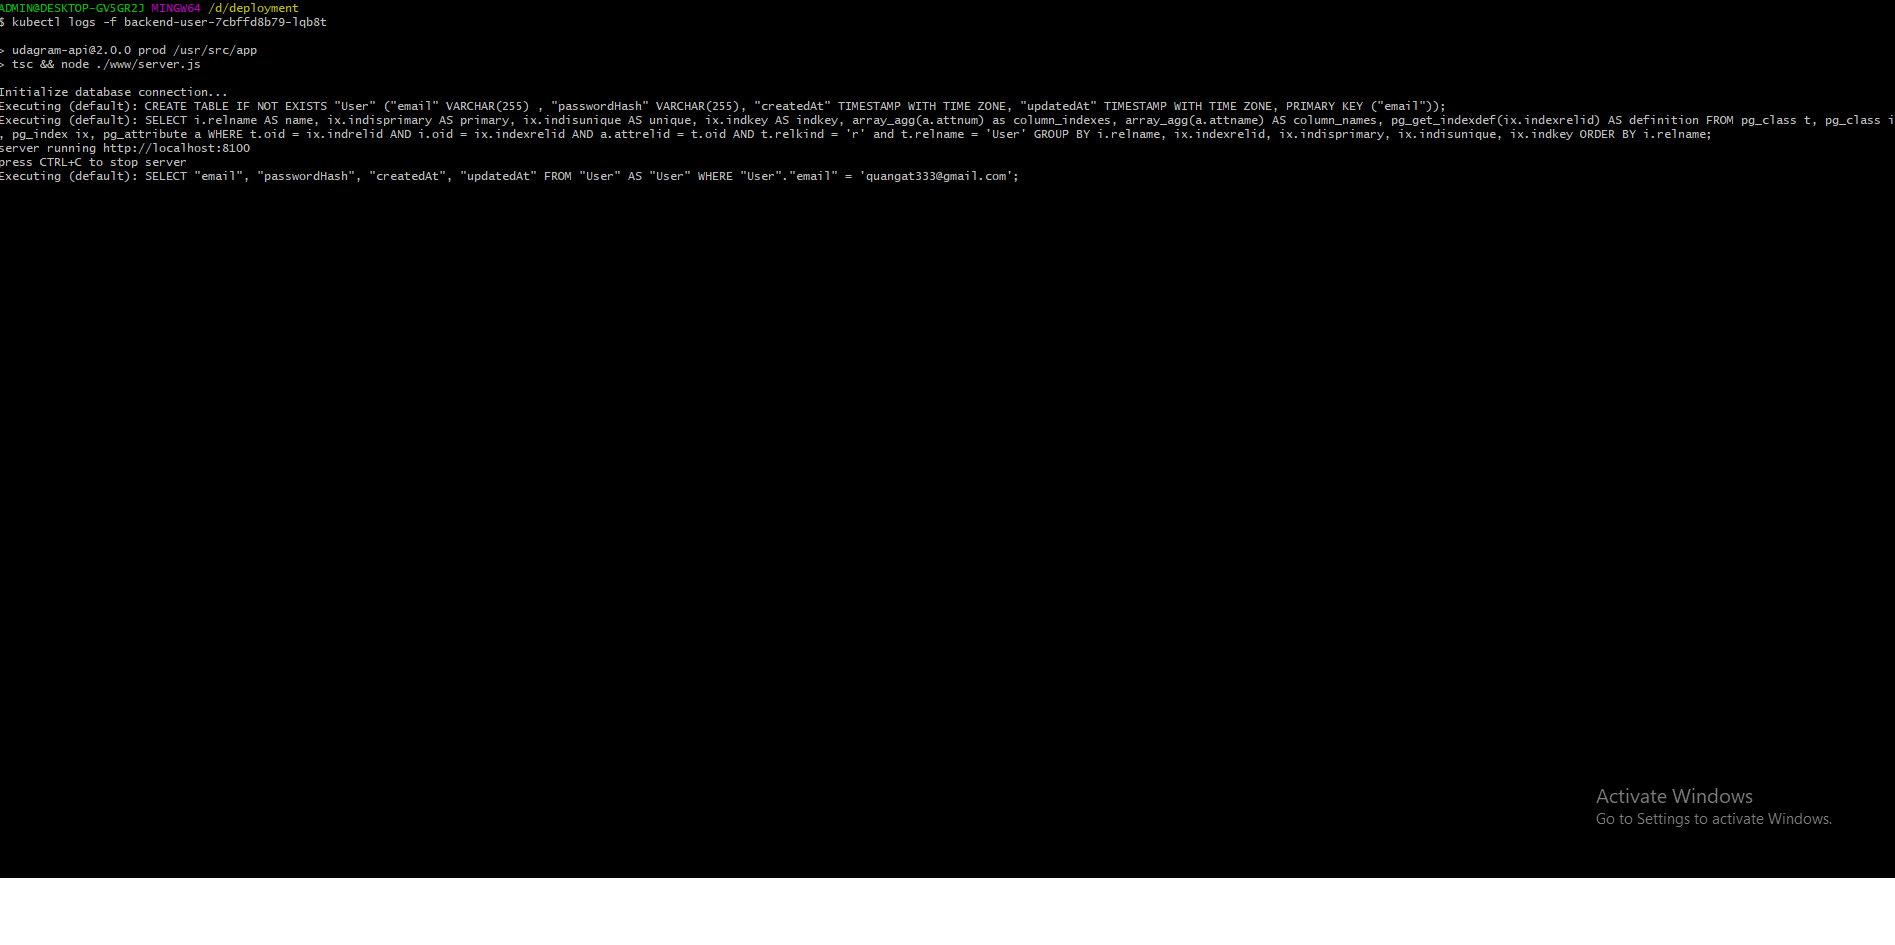 ADMIN@DESKTOP-GV5GR2J MINGW64 /d/deployment
$ kubectl logs -f backend-user-7cbffd8b79-lqb8t
> udagram-api@2.0.0 prod /usr/src/app
> tsc && node ./www/server.js
Initialize database connection...
Executing (default): CREATE TABLE IF NOT EXISTS "User" ("email" VARCHAR(255) , "passwordHash" VARCHAR(255), "createdAt" TIMESTAMP WITH TIME ZONE, "updatedAt" TIMESTAMP WITH TIME ZONE, PRIMARY KEY ("email"));
Executing (default): SELECT i.relname AS name, ix.indisprimary AS primary, ix.indisunique AS unique, ix.indkey AS indkey, array_agg(a.attnum) as column_indexes, array_agg(a.attname) AS column_names, pg_get_indexdef(ix.indexrelid) AS definition FROM pg_class t, pg_class i
, pg_index ix, pg_attribute a WHERE t.oid = ix.indrelid AND i.oid = ix.indexrelid AND a.attrelid = t.oid AND t.relkind = 'r' and t.relname = 'User' GROUP BY i.relname, ix.indexrelid, ix.indisprimary, ix.indisunique, ix.indkey ORDER BY i.relname;
server running http://localhost:8100
press CTRL+C to stop server
Executing (default): SELECT "email", "passwordHash", "createdAt", "updatedAt" FROM "User" AS "User" WHERE "User"."email" = 'quangat333@gmail.com';
Activate Windows
Go to Settings to activate Windows.